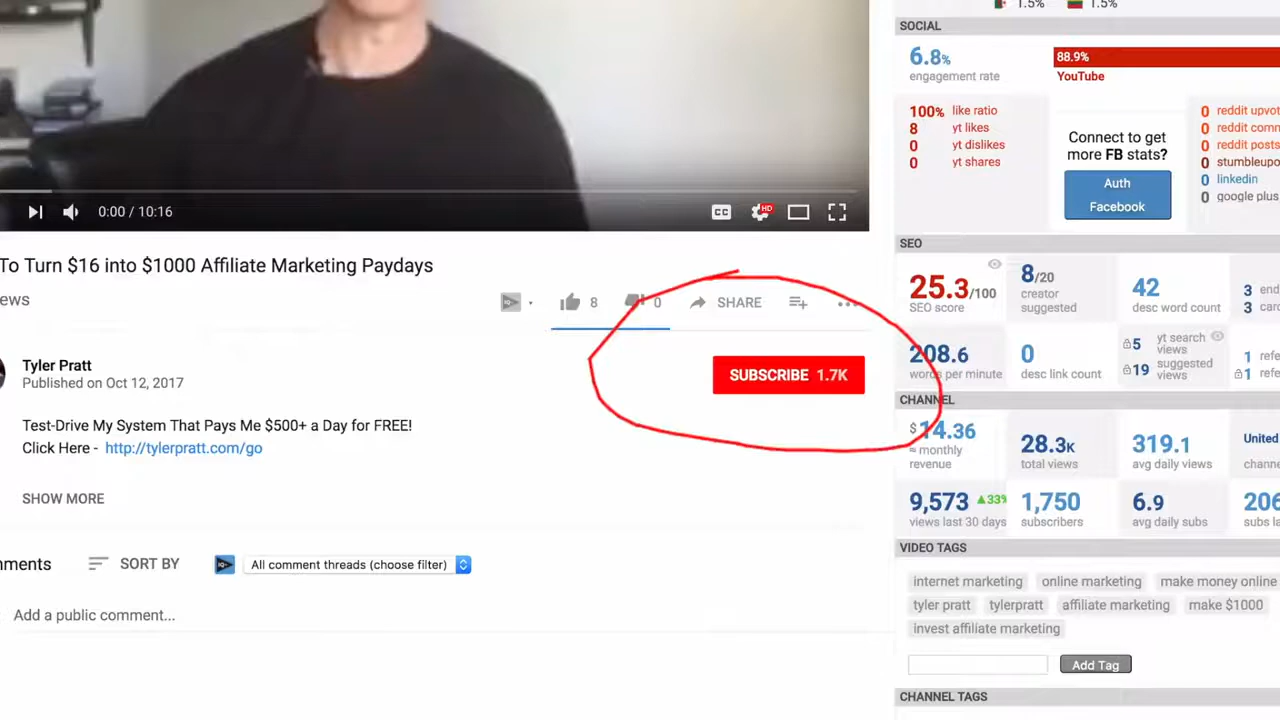 1.5% 1.5%
SOCIAL
6.8%
engagement rate
88.9%
YouTube
100% like ratio
8 yt likes
0 yt dislikes
0 yt shares
Connect to get
more FB stats?
Auth
Facebook
0 reddit upvot
0 reddit comm
0 reddit posts
0 stumbleupo
0 linkedin
0 google plus
0:00 / 10:16
CC
HD
To Turn $16 into $1000 Affiliate Marketing Paydays
ews
8
0
SHARE
Tyler Pratt
Published on Oct 12, 2017
SUBSCRIBE 1.7K
Test-Drive My System That Pays Me $500+ a Day for FREE!
Click Here - http://tylerpratt.com/go
SHOW MORE
mments
SORT BY
All comment threads (choose filter)
Add a public comment...
SEO
25.3/100
SEO score
8/20
creator
suggested
42
desc word count
3 end
3 card
208.6
words per minute
0
desc link count
5 yt search
views
19 suggested
views
1 refe
1 refe
CHANNEL
$14.36
≈ monthly
revenue
28.3K
total views
319.1
avg daily views
United
channe
9,573 33%
views last 30 days
1,750
subscribers
6.9
avg daily subs
206
subs la
VIDEO TAGS
internet marketing online marketing make money online
tyler pratt tylerpratt affiliate marketing make $1000
invest affiliate marketing
Add Tag
CHANNEL TAGS